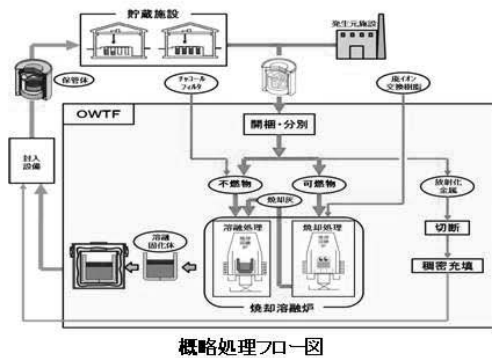 貯蔵施設
発生元施設
保管体
チャコール
フィルタ
廃イオン
交換樹脂
OWTF
開梱・分別
封入
設備
不燃物
焼却灰
可燃物
放射化
金属
溶融処理
焼却処理
切断
溶融
固化体
稠密充填
焼却溶融炉
概略処理フロー図